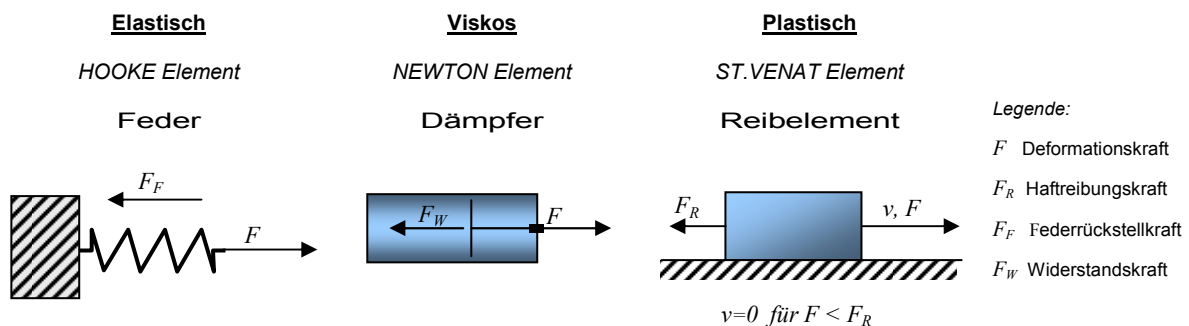 Elastisch
HOOKE Element
Feder
F_F
F
Viskos
NEWTON Element
Dämpfer
F_W
F
Plastisch
ST.VENAT Element
Reibelement
F_R
v, F
v=0 für F < F_R
Legende:
F Deformationskraft
F_R Haftreibungskraft
F_F Federrückstellkraft
F_W Widerstandskraft